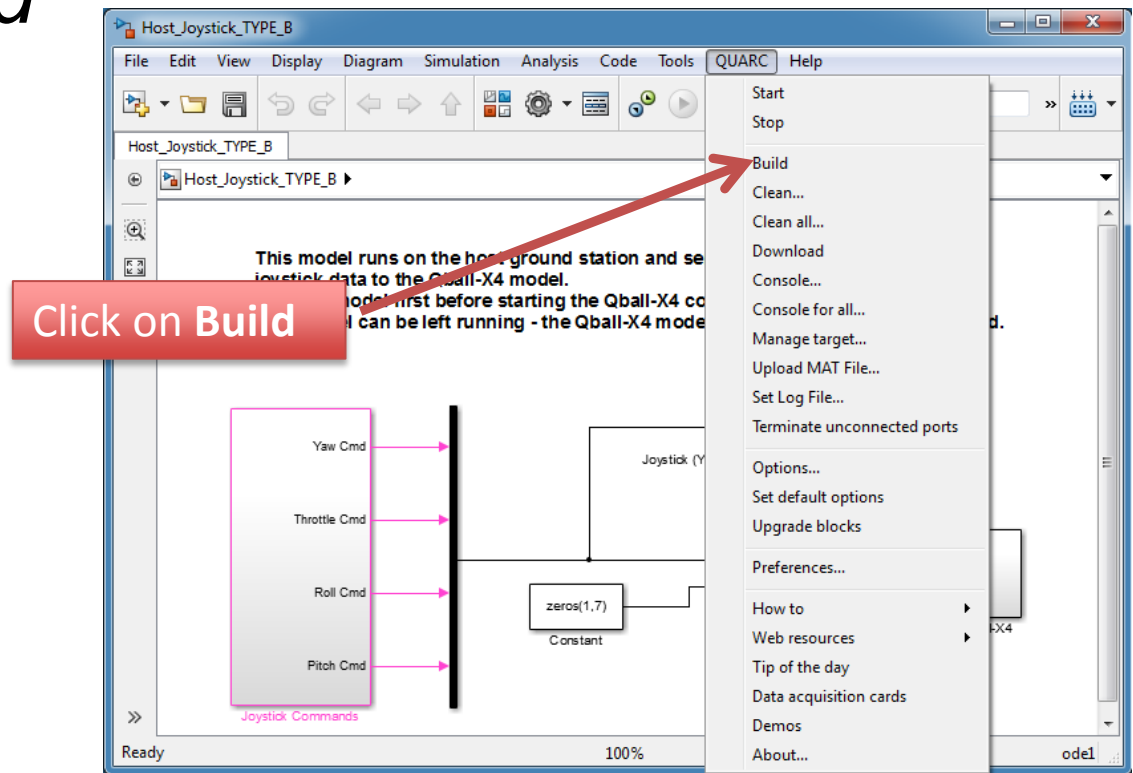 Host_Joystick_TYPE_B
File Edit View Display Diagram Simulation Analysis Code Tools QUARC Help
Host_Joystick_TYPE_B
Host_Joystick_TYPE_B
Start
Stop
Build
Clean...
Clean all...
Download
Console...
Console for all...
Manage target...
Upload MAT File...
Set Log File...
Terminate unconnected ports
Options...
Set default options
Upgrade blocks
Preferences...
How to
Web resources
Tip of the day
Data acquisition cards
Demos
About...
This model runs on the host ground station and se
joystick data to the Qball-X4 model.
model first before starting the Qball-X4 co
can be left running - the Qball-X4 mode d.
Click on Build
Yaw Cmd
Throttle Cmd
Roll Cmd
Pitch Cmd
Joystick Commands
Joystick (Y
zeros(1,7)
Constant
-X4
Ready 100% ode1